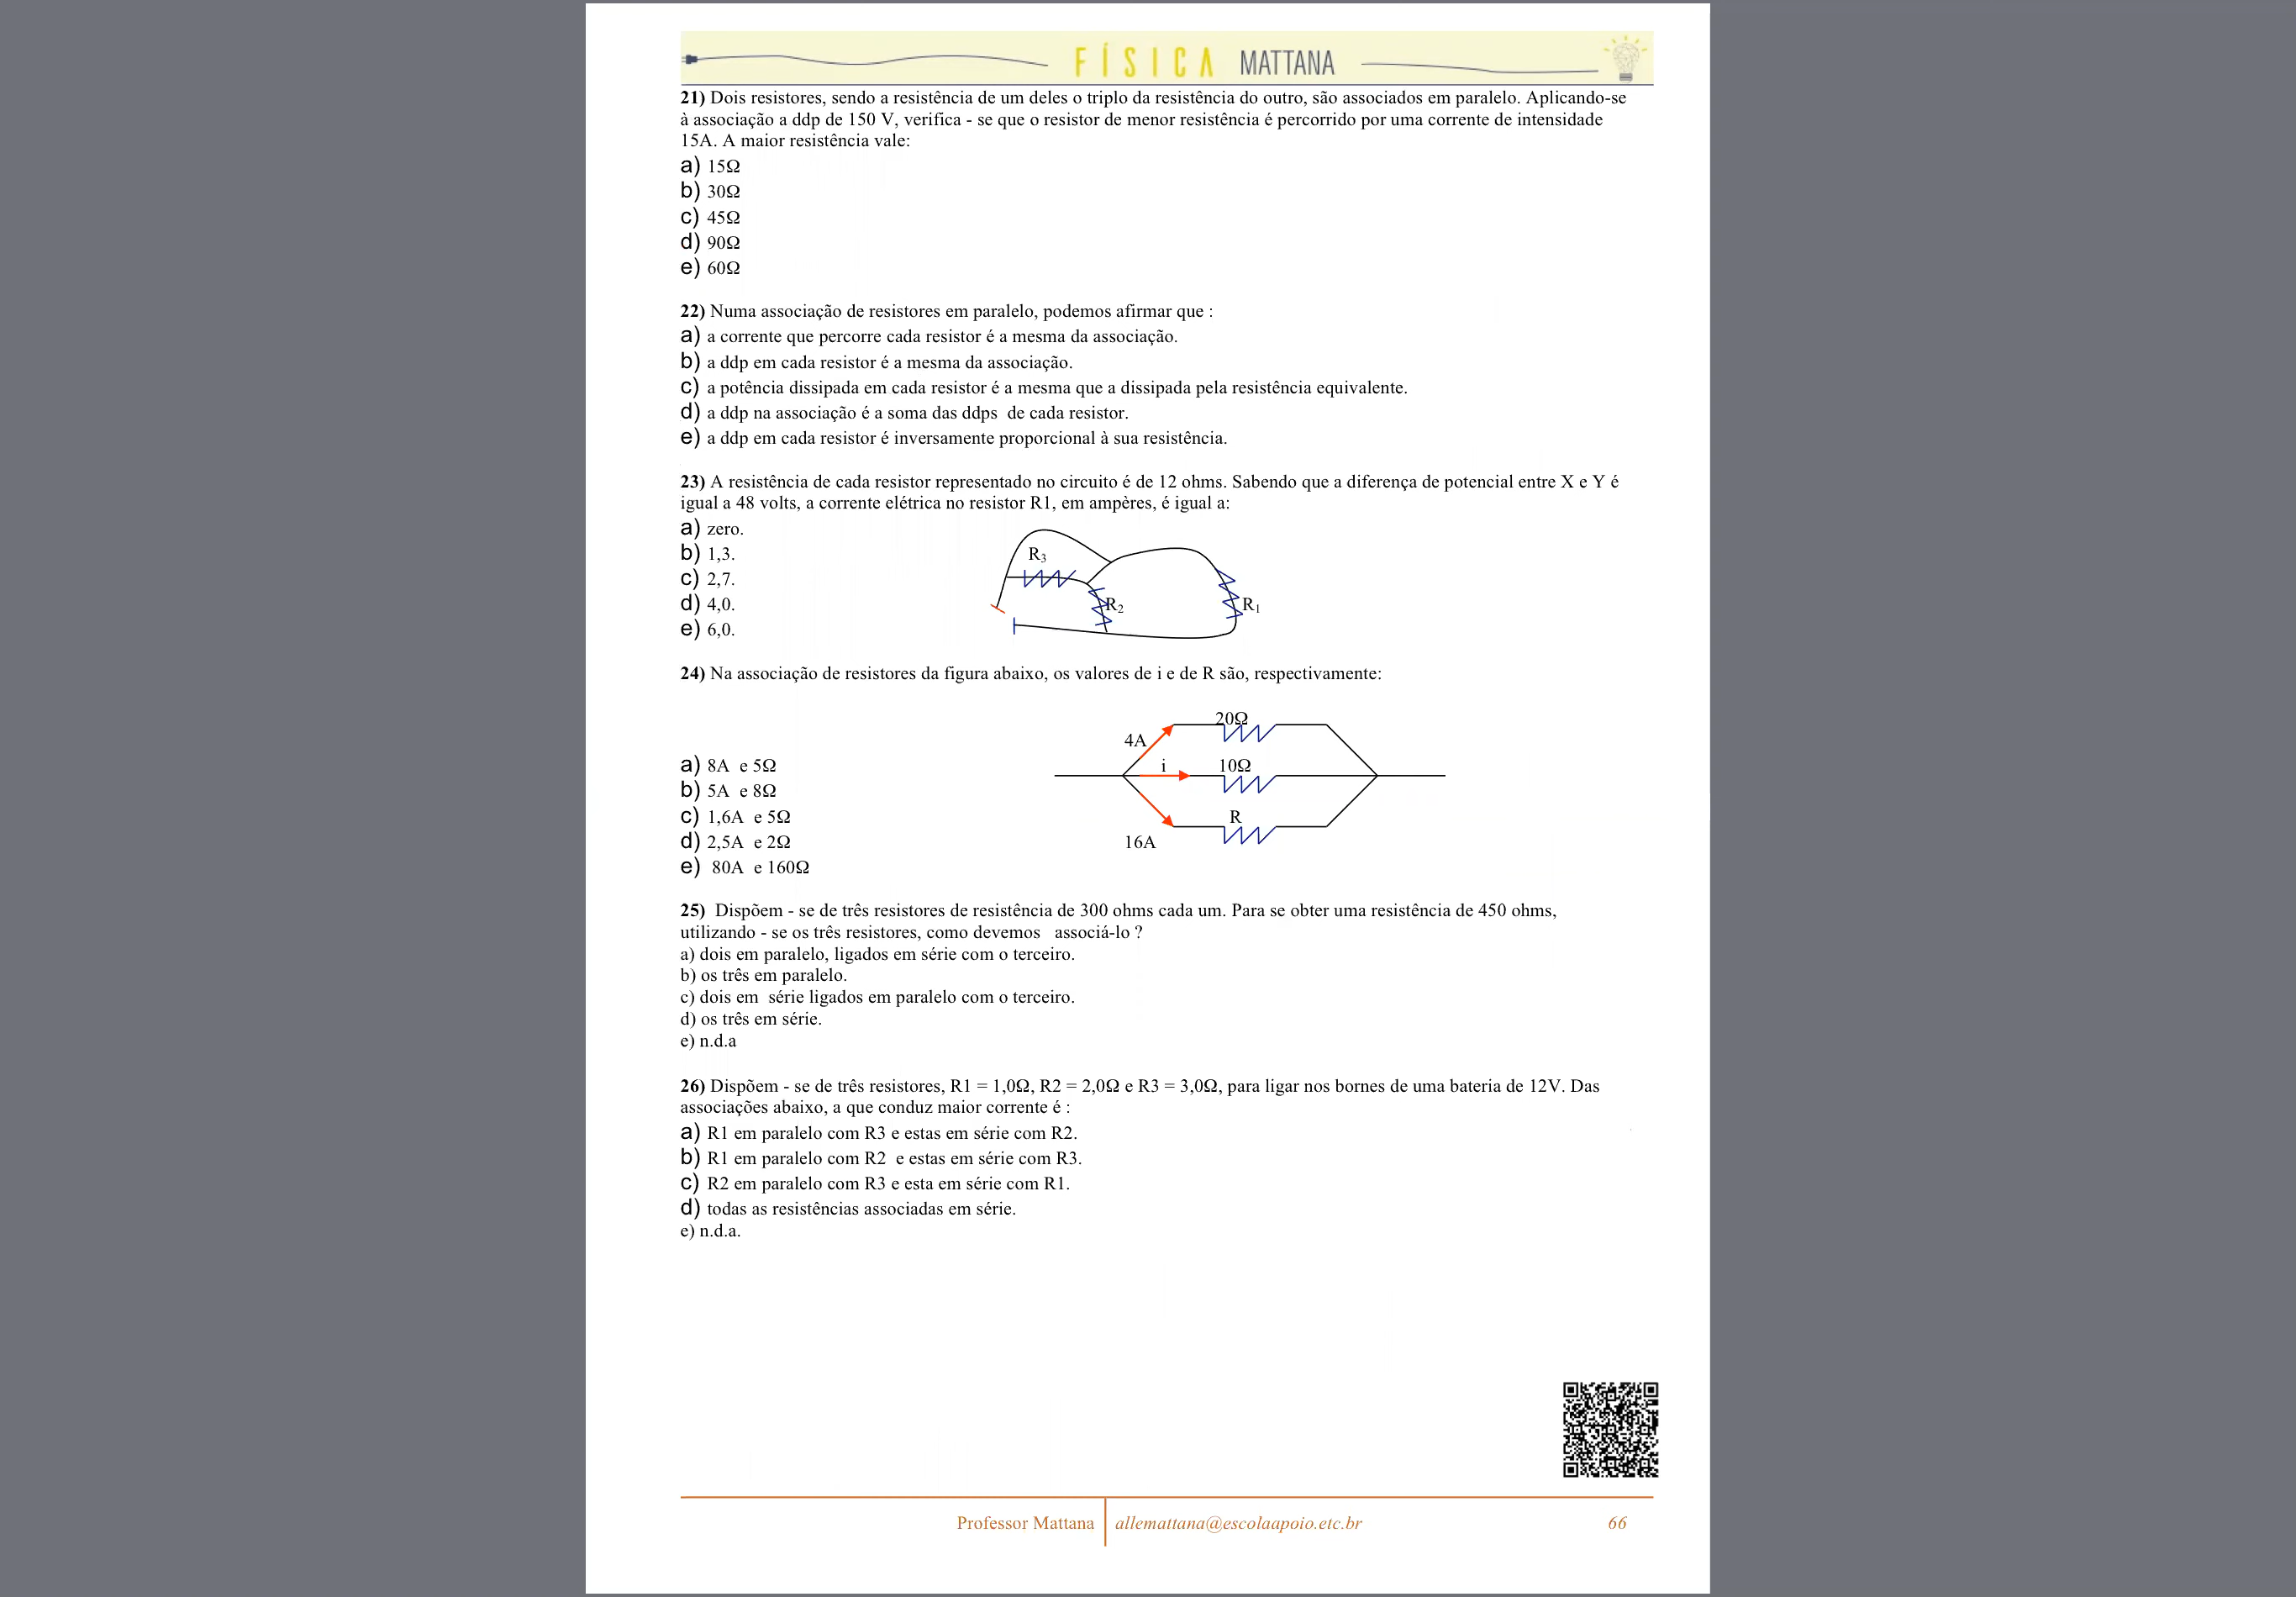 FÍSICA MATTANA
21) Dois resistores, sendo a resistência de um deles o triplo da resistência do outro, são associados em paralelo. Aplicando-se
à associação a ddp de 150 V, verifica - se que o resistor de menor resistência é percorrido por uma corrente de intensidade
15A. A maior resistência vale:
a) 15Ω
b) 30Ω
c) 45Ω
d) 90Ω
e) 60Ω
22) Numa associação de resistores em paralelo, podemos afirmar que :
a) a corrente que percorre cada resistor é a mesma da associação.
b) a ddp em cada resistor é a mesma da associação.
c) a potência dissipada em cada resistor é a mesma que a dissipada pela resistência equivalente.
d) a ddp na associação é a soma das ddps de cada resistor.
e) a ddp em cada resistor é inversamente proporcional à sua resistência.
23) A resistência de cada resistor representado no circuito é de 12 ohms. Sabendo que a diferença de potencial entre X e Y é
igual a 48 volts, a corrente elétrica no resistor R1, em ampères, é igual a:
a) zero.
b) 1,3.
c) 2,7.
d) 4,0.
e) 6,0.
R3
R2
R1
24) Na associação de resistores da figura abaixo, os valores de i e de R são, respectivamente:
20Ω
4A
i
10Ω
R
16A
a) 8A e 5Ω
b) 5A e 8Ω
c) 1,6A e 5Ω
d) 2,5A e 2Ω
e) 80A e 160Ω
25) Dispõem - se de três resistores de resistência de 300 ohms cada um. Para se obter uma resistência de 450 ohms,
utilizando - se os três resistores, como devemos associá-lo ?
a) dois em paralelo, ligados em série com o terceiro.
b) os três em paralelo.
c) dois em série ligados em paralelo com o terceiro.
d) os três em série.
e) n.d.a
26) Dispõem - se de três resistores, R1 = 1,0Ω, R2 = 2,0Ω e R3 = 3,0Ω, para ligar nos bornes de uma bateria de 12V. Das
associações abaixo, a que conduz maior corrente é :
a) R1 em paralelo com R3 e estas em série com R2.
b) R1 em paralelo com R2 e estas em série com R3.
c) R2 em paralelo com R3 e esta em série com R1.
d) todas as resistências associadas em série.
e) n.d.a.
Professor Mattana allemattana@escolaapoio.etc.br 66